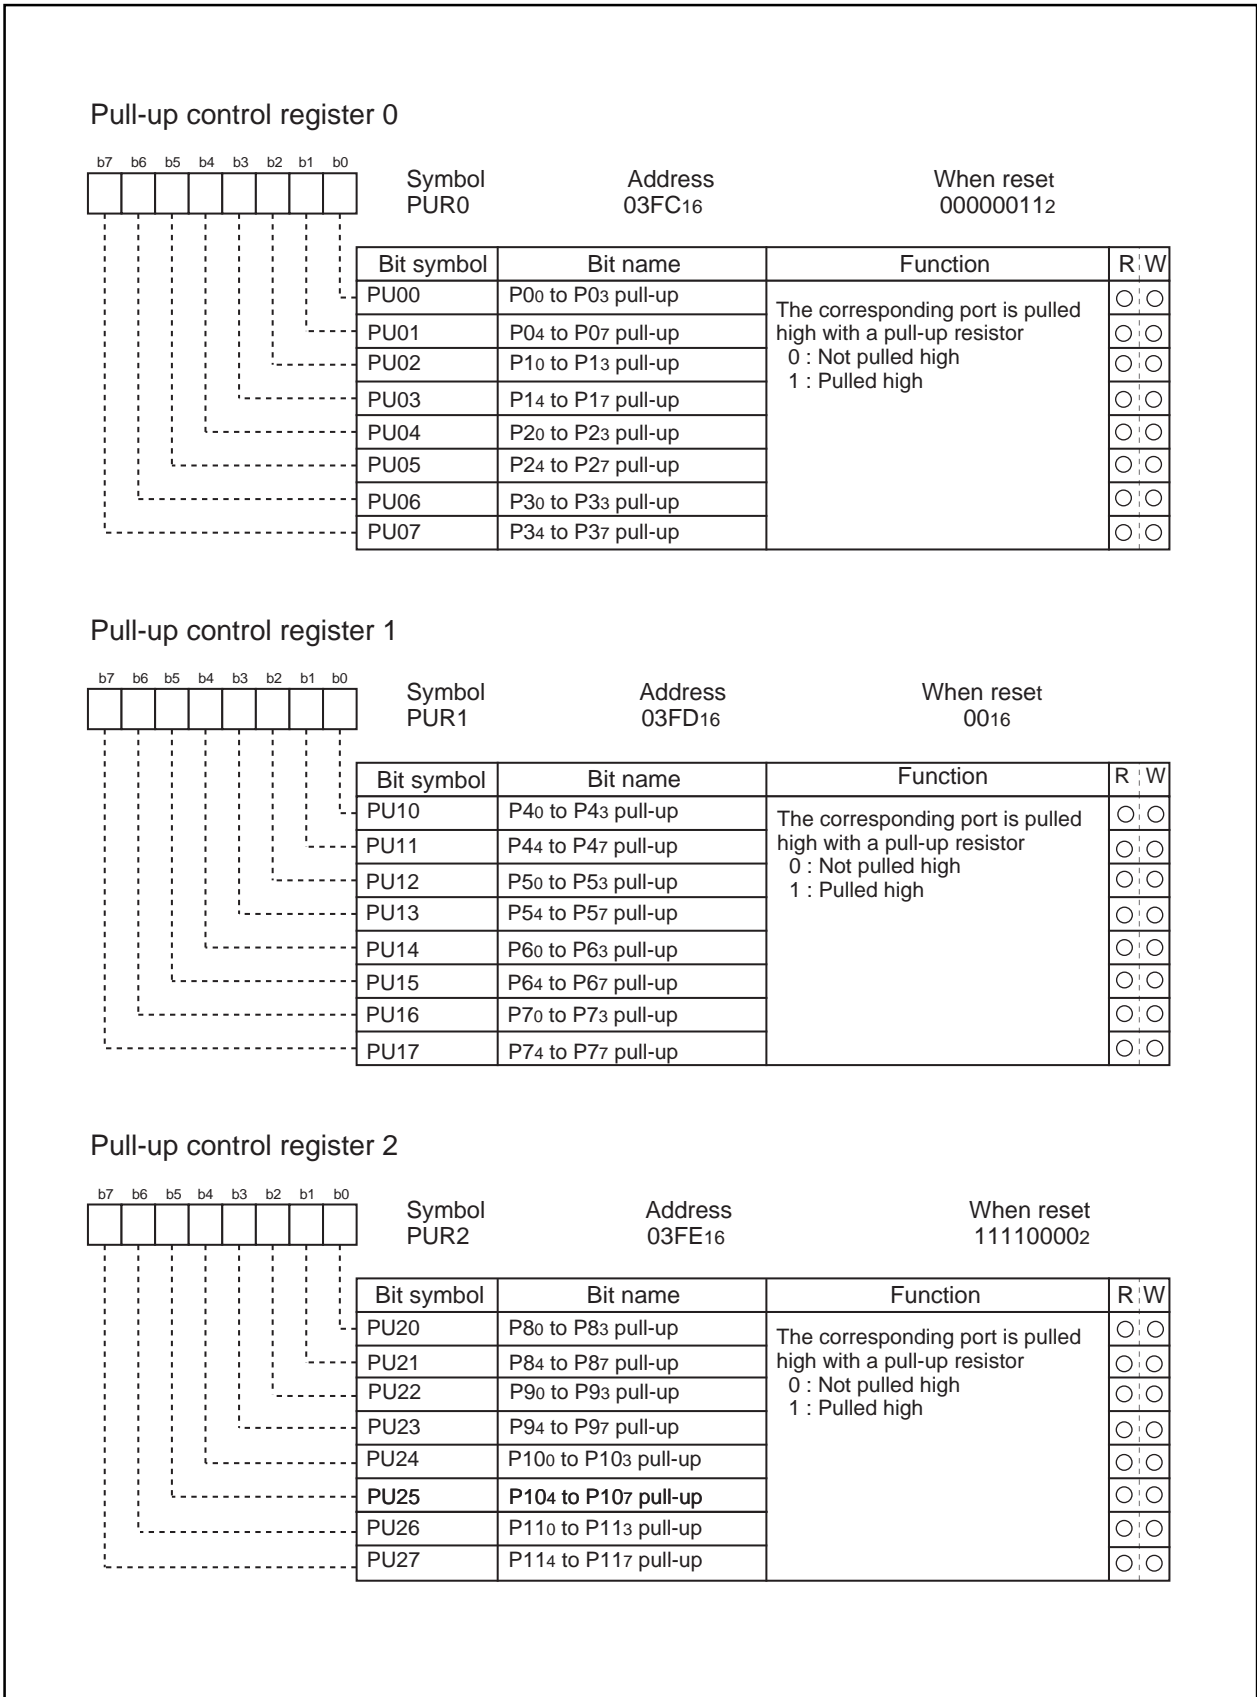 Pull-up control register 0
b7 b6 b5 b4 b3 b2 b1 b0
Symbol Address When reset
PUR0 03FC16 000000112
Bit symbol Bit name Function R W
PU00 P00 to P03 pull-up
The corresponding port is pulled
PU01 P04 to P07 pull-up high with a pull-up resistor
PU02 P10 to P13 pull-up 0 : Not pulled high
1 : Pulled high
PU03 P14 to P17 pull-up
PU04 P20 to P23 pull-up
PU05 P24 to P27 pull-up
PU06 P30 to P33 pull-up
PU07 P34 to P37 pull-up
Pull-up control register 1
b7 b6 b5 b4 b3 b2 b1 b0
Symbol Address When reset
PUR1 03FD16 0016
Bit symbol Bit name Function R W
PU10 P40 to P43 pull-up
The corresponding port is pulled
PU11 P44 to P47 pull-up high with a pull-up resistor
0 : Not pulled high
PU12 P50 to P53 pull-up
1 : Pulled high
PU13 P54 to P57 pull-up
PU14 P60 to P63 pull-up
PU15 P64 to P67 pull-up
PU16 P70 to P73 pull-up
PU17 P74 to P77 pull-up
Pull-up control register 2
b7 b6 b5 b4 b3 b2 b1 b0
Symbol Address When reset
PUR2 03FE16 111100002
Bit symbol Bit name Function R W
PU20 P80 to P83 pull-up
The corresponding port is pulled
PU21 P84 to P87 pull-up high with a pull-up resistor
0 : Not pulled high
PU22 P90 to P93 pull-up
1 : Pulled high
PU23 P94 to P97 pull-up
PU24 P100 to P103 pull-up
PU25 P104 to P107 pull-up
PU26 P110 to P113 pull-up
PU27 P114 to P117 pull-up